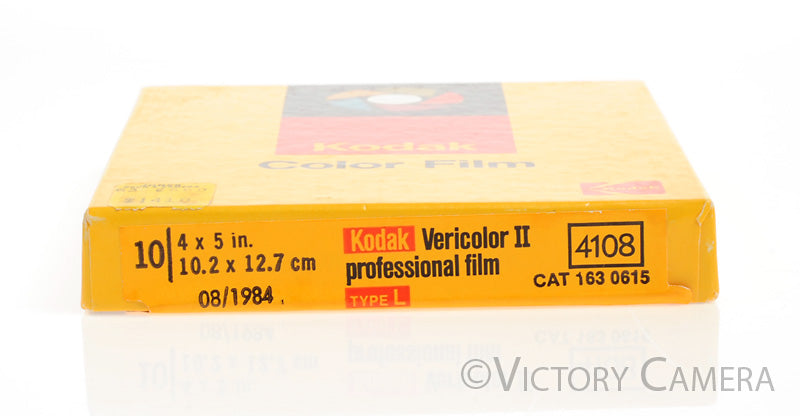 Kodak
Color Film
Kodak
10
4 x 5 in.
10.2 x 12.7 cm
08/1984
Kodak Vericolor II
professional film
TYPE L
4108
CAT 163 0615
©VICTORY CAMERA